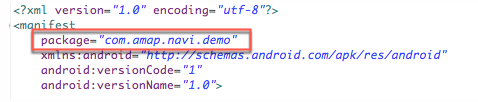 <?xml version="1.0" encoding="utf-8"?>
<manifest
package="com.amap.navi.demo"
xmlns:android="http://schemas.android.com/apk/res/android"
android:versionCode="1"
android:versionName="1.0">